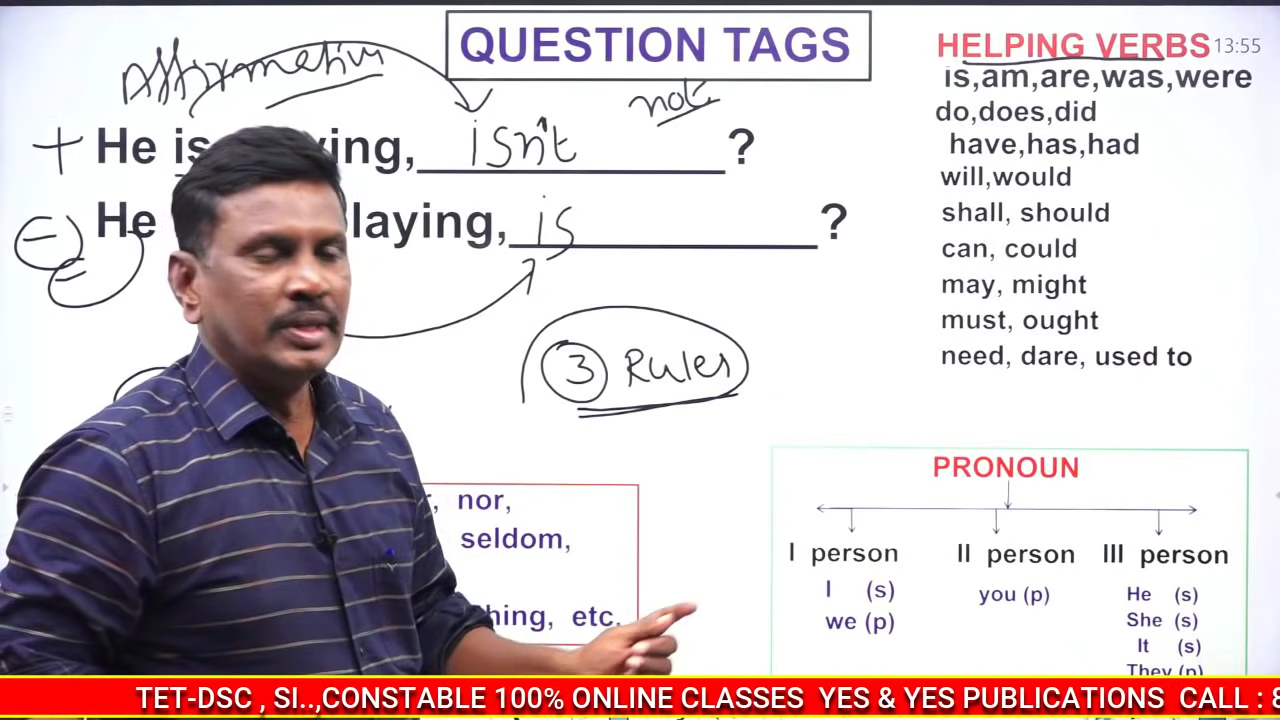 QUESTION TAGS
HELPING VERBS
13:55
Affirmative
not
is,am,are,was,were
do,does,did
+ He is ying, isn't ?
have,has,had
will,would
- He laying, is ?
shall, should
can, could
may, might
must, ought
3 Rules
need, dare, used to
PRONOUN
nor,
seldom,
hing, etc.
I person II person III person
I (s)
we (p)
you (p)
He (s)
She (s)
It (s)
They (p)
TET-DSC , SI..,CONSTABLE 100% ONLINE CLASSES YES & YES PUBLICATIONS CALL : 8